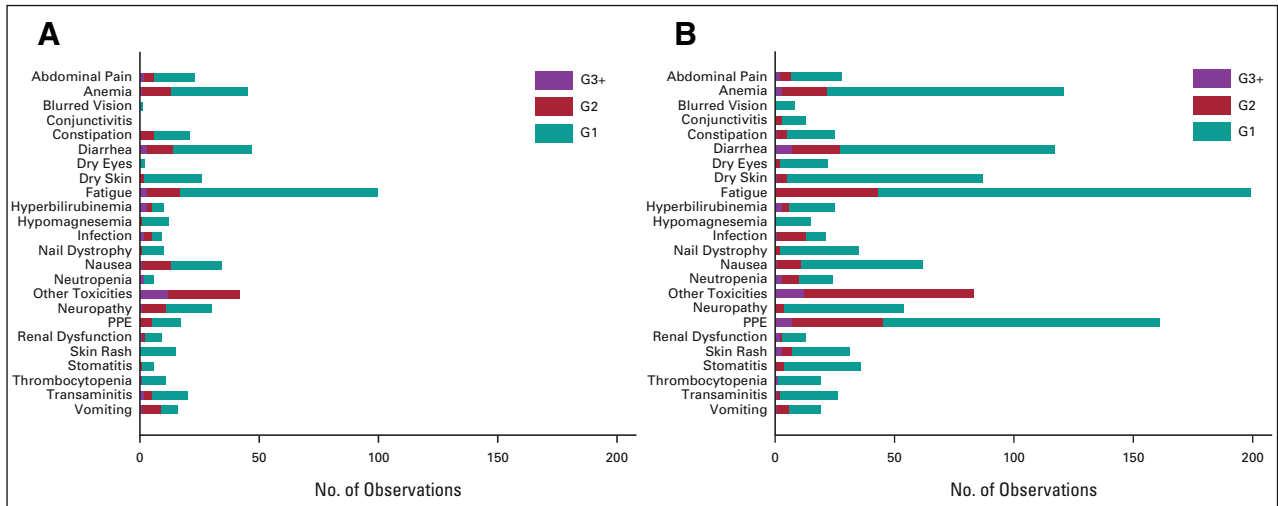 A
Abdominal Pain
Anemia
Blurred Vision
Conjunctivitis
Constipation
Diarrhea
Dry Eyes
Dry Skin
Fatigue
Hyperbilirubinemia
Hypomagnesemia
Infection
Nail Dystrophy
Nausea
Neutropenia
Other Toxicities
Neuropathy
PPE
Renal Dysfunction
Skin Rash
Stomatitis
Thrombocytopenia
Transaminitis
Vomiting
G3+
G2
G1
0 50 100 150 200
No. of Observations
B
Abdominal Pain
Anemia
Blurred Vision
Conjunctivitis
Constipation
Diarrhea
Dry Eyes
Dry Skin
Fatigue
Hyperbilirubinemia
Hypomagnesemia
Infection
Nail Dystrophy
Nausea
Neutropenia
Other Toxicities
Neuropathy
PPE
Renal Dysfunction
Skin Rash
Stomatitis
Thrombocytopenia
Transaminitis
Vomiting
G3+
G2
G1
0 50 100 150 200
No. of Observations